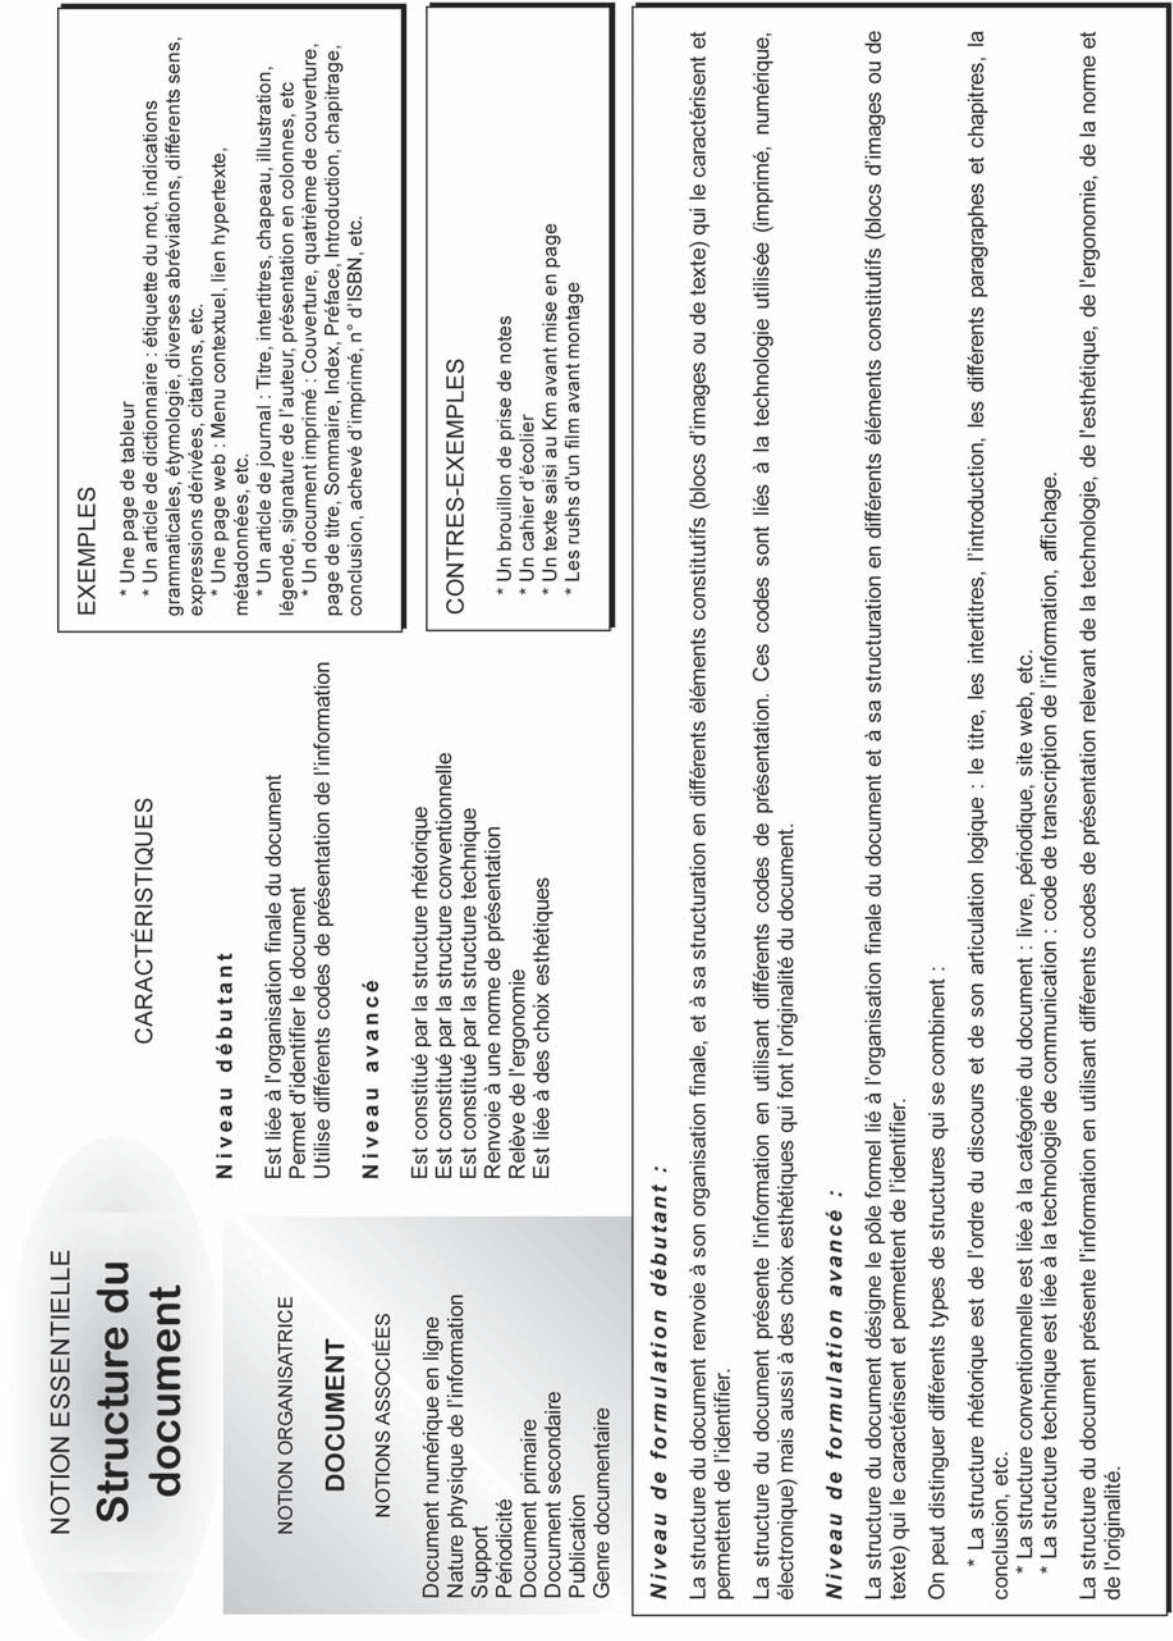 NOTION ESSENTIELLE
Structure du
document
NOTION ORGANISATRICE
DOCUMENT
NOTIONS ASSOCIÉES
Document numérique en ligne
Nature physique de l'information
Support
Périodicité
Document primaire
Document secondaire
Publication
Genre documentaire
CARACTÉRISTIQUES
Niveau débutant
Est liée à l'organisation finale du document
Permet d'identifier le document
Utilise différents codes de présentation de l'information
Niveau avancé
Est constitué par la structure rhétorique
Est constitué par la structure conventionnelle
Est constitué par la structure technique
Renvoie à une nome de présentation
Relève de l'ergonomie
Est liée à des choix esthétiques
EXEMPLES
* Une page de tableur
* Un article de dictionnaire : étiquette du mot, indications
grammaticales, étymologie, diverses abréviations, différents sens,
expressions dérivées, citations, etc.
* Une page web : Menu contextuel, lien hypertexte,
métadonnées, etc.
* Un article de journal : Titre, intertitres, chapeau, illustration,
légende, signature de l'auteur, présentation en colonnes, etc
* Un document imprimé : Couverture, quatrième de couverture,
page de titre, Sommaire, Index, Préface, Introduction, chapitrage,
conclusion, achevé d'imprimé, n° d'ISBN, etc.
CONTRES-EXEMPLES
* Un brouillon de prise de notes
* Un cahier d'écolier
* Un texte saisi au Km avant mise en page
* Les rushs d'un film avant montage
Niveau de formulation débutant :
La structure du document renvoie à son organisation finale, et à sa structuration en différents éléments constitutifs (blocs d'images ou de texte) qui le caractérisent et
permettent de l'identifier.
La structure du document présente l'information en utilisant différents codes de présentation. Ces codes sont liés à la technologie utilisée (imprimé, numérique,
électronique) mais aussi à des choix esthétiques qui font l'originalité du document.
Niveau de formulation avancé :
La structure du document désigne le pôle formel lié à l'organisation finale du document et à sa structuration en différents éléments constitutifs (blocs d'images ou de
texte) qui le caractérisent et permettent de l'identifier.
On peut distinguer différents types de structures qui se combinent :
* La structure rhétorique est de l'ordre du discours et de son articulation logique : le titre, les intertitres, l'introduction, les différents paragraphes et chapitres, la
conclusion, etc.
* La structure conventionnelle est liée à la catégorie du document : livre, périodique, site web, etc.
* La structure technique est liée à la technologie de communication : code de transcription de l'information, affichage.
La structure du document présente l'information en utilisant différents codes de présentation relevant de la technologie, de l'esthétique, de l'ergonomie, de la norme et
de l'originalité.